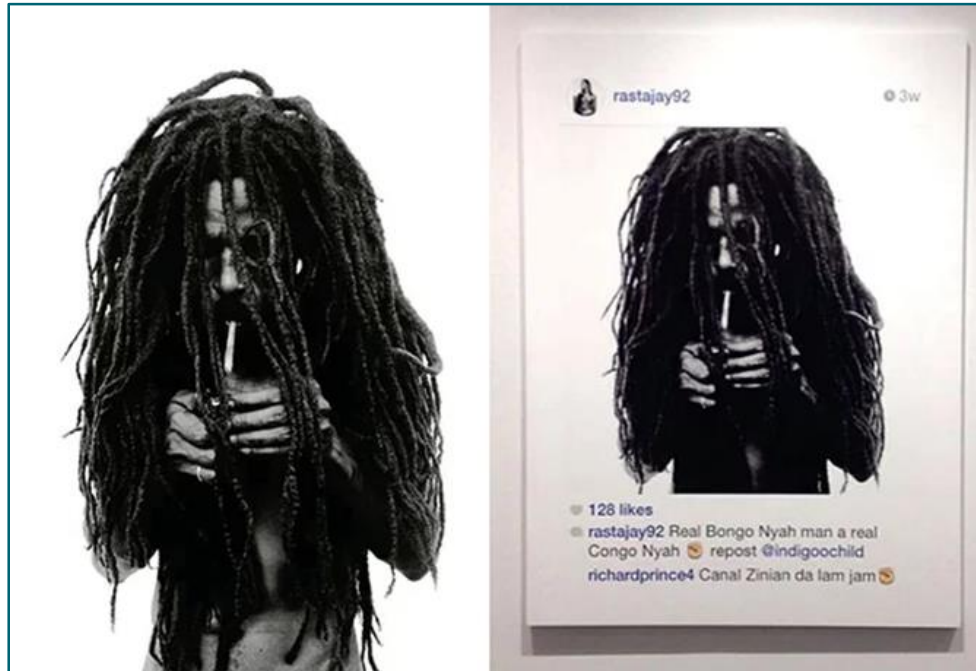 rastajay92
3w
128 likes
rastajay92 Real Bongo Nyah man a real
Congo Nyah ✊ repost @indigoochild
richardprince4 Canal Zinian da lam jam ✊